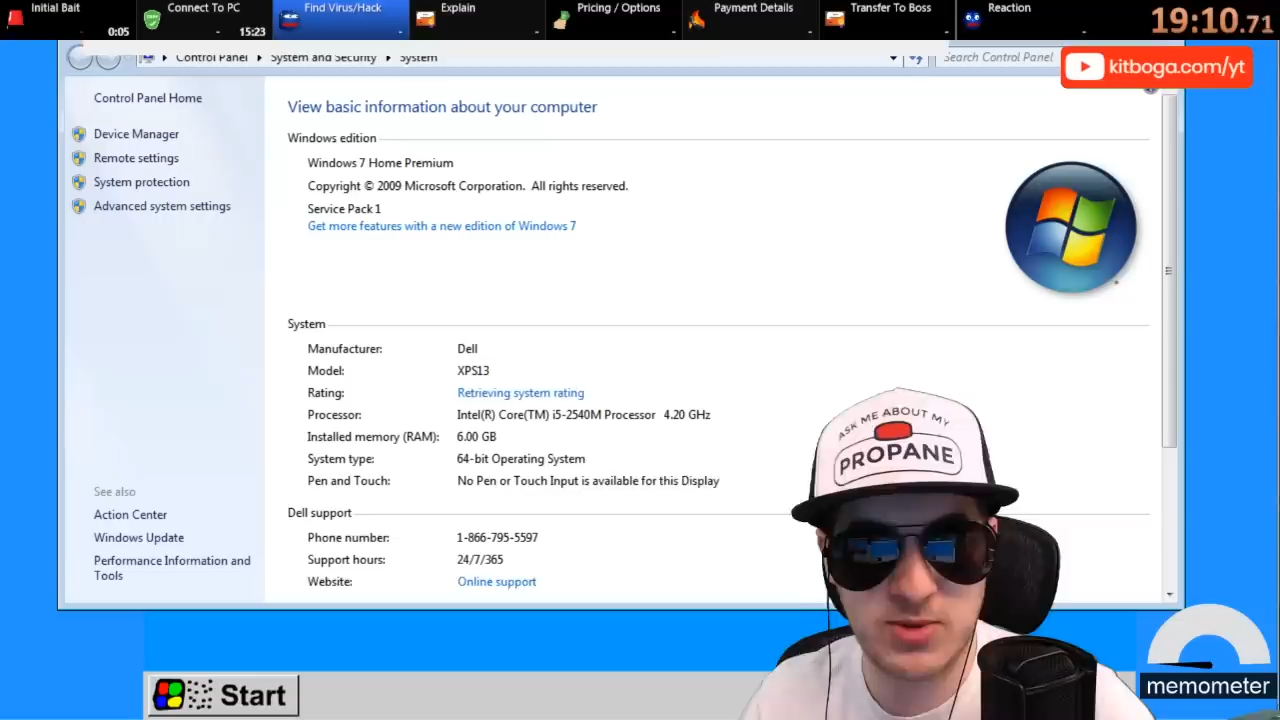 Initial Bait
0:05
Connect To PC
-
15:23
Find Virus/Hack
-
Explain
-
Pricing / Options
-
Payment Details
-
Transfer To Boss
-
Reaction
-
19:10.71
kitboga.com/yt
Control Panel
System and Security
System
Search Control Panel
Control Panel Home
Device Manager
Remote settings
System protection
Advanced system settings
See also
Action Center
Windows Update
Performance Information and
Tools
View basic information about your computer
Windows edition
Windows 7 Home Premium
Copyright © 2009 Microsoft Corporation. All rights reserved.
Service Pack 1
Get more features with a new edition of Windows 7
System
Manufacturer: Dell
Model: XPS13
Rating: Retrieving system rating
Processor: Intel(R) Core(TM) i5-2540M Processor 4.20 GHz
Installed memory (RAM): 6.00 GB
System type: 64-bit Operating System
Pen and Touch: No Pen or Touch Input is available for this Display
Dell support
Phone number: 1-866-795-5597
Support hours: 24/7/365
Website: Online support
ASK ME ABOUT MY
PROPANE
memometer
Start